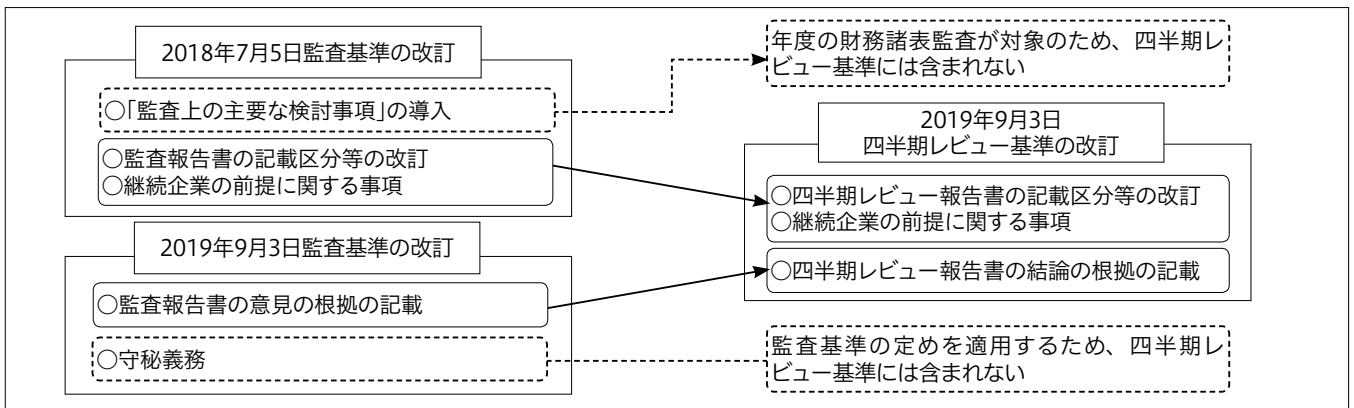 2018年7月5日監査基準の改訂
○「監査上の主要な検討事項」の導入
○監査報告書の記載区分等の改訂
○継続企業の前提に関する事項
2019年9月3日監査基準の改訂
○監査報告書の意見の根拠の記載
○守秘義務
年度の財務諸表監査が対象のため、四半期レ
ビュー基準には含まれない
2019年9月3日
四半期レビュー基準の改訂
○四半期レビュー報告書の記載区分等の改訂
○継続企業の前提に関する事項
○四半期レビュー報告書の結論の根拠の記載
監査基準の定めを適用するため、四半期レ
ビュー基準には含まれない